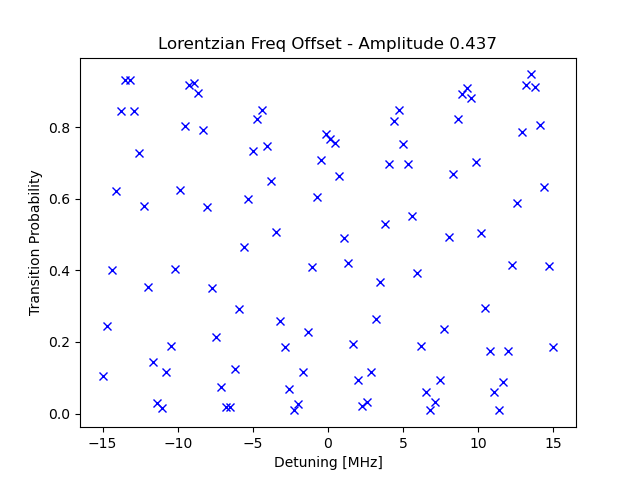 Lorentzian Freq Offset - Amplitude 0.437
Transition Probability
0.8
0.6
0.4
0.2
0.0
−15 −10 −5 0 5 10 15
Detuning [MHz]